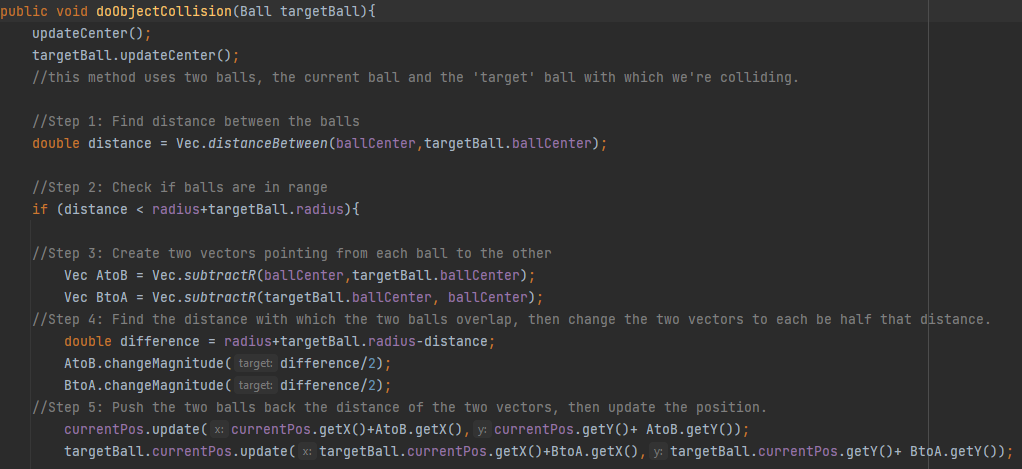 public void doObjectCollision(Ball targetBall){
updateCenter();
targetBall.updateCenter();
//this method uses two balls, the current ball and the 'target' ball with which we're colliding.
//Step 1: Find distance between the balls
double distance = Vec.distanceBetween(ballCenter,targetBall.ballCenter);
//Step 2: Check if balls are in range
if (distance < radius+targetBall.radius){
//Step 3: Create two vectors pointing from each ball to the other
Vec AtoB = Vec.subtractR(ballCenter,targetBall.ballCenter);
Vec BtoA = Vec.subtractR(targetBall.ballCenter, ballCenter);
//Step 4: Find the distance with which the two balls overlap, then change the two vectors to each be half that distance.
double difference = radius+targetBall.radius-distance;
AtoB.changeMagnitude( target: difference/2);
BtoA.changeMagnitude( target: difference/2);
//Step 5: Push the two balls back the distance of the two vectors, then update the position.
currentPos.update( x: currentPos.getX()+AtoB.getX(), y: currentPos.getY()+ AtoB.getY());
targetBall.currentPos.update( x: targetBall.currentPos.getX()+BtoA.getX(), y: targetBall.currentPos.getY()+ BtoA.getY());